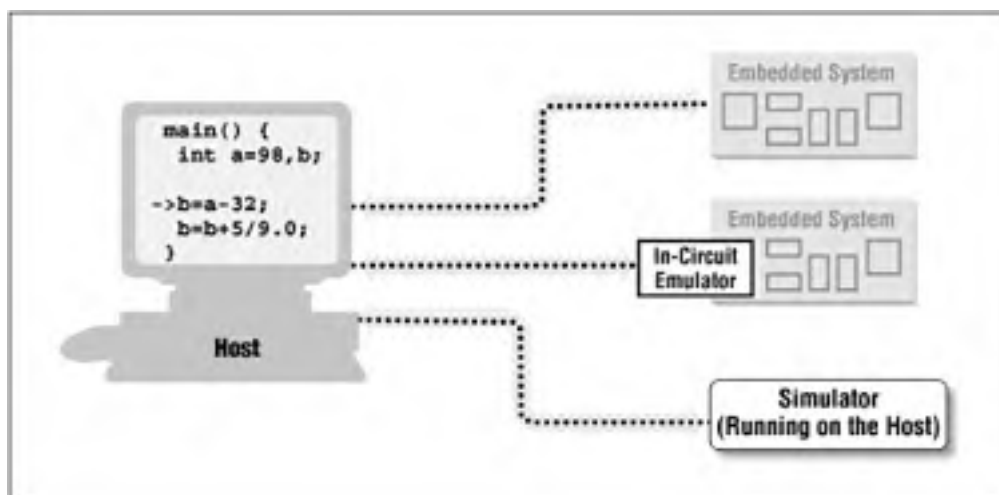 main() {
int a=98,b;
->b=a-32;
b=b+5/9.0;
}
Host
Embedded System
Embedded System
In-Circuit
Emulator
Simulator
(Running on the Host)